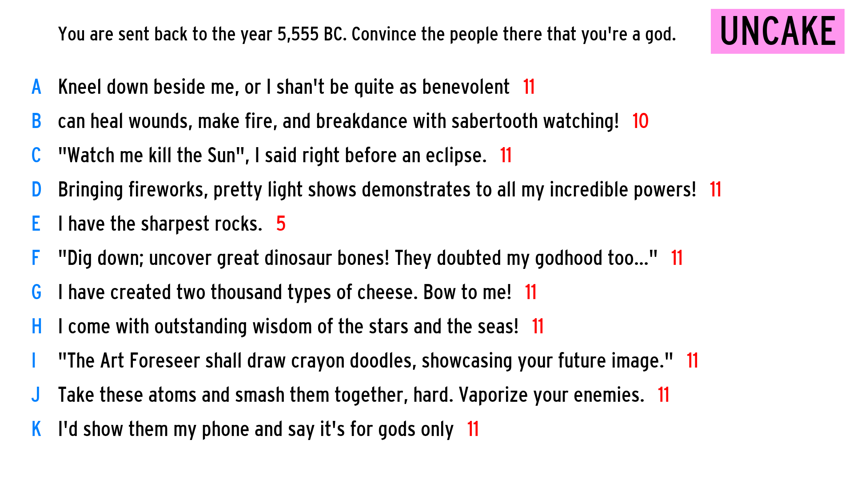 You are sent back to the year 5,555 BC. Convince the people there that you're a god.
UNCAKE
A Kneel down beside me, or I shan't be quite as benevolent 11
B can heal wounds, make fire, and breakdance with sabertooth watching! 10
C "Watch me kill the Sun", I said right before an eclipse. 11
D Bringing fireworks, pretty light shows demonstrates to all my incredible powers! 11
E I have the sharpest rocks. 5
F "Dig down; uncover great dinosaur bones! They doubted my godhood too..." 11
G I have created two thousand types of cheese. Bow to me! 11
H I come with outstanding wisdom of the stars and the seas! 11
I "The Art Foreseer shall draw crayon doodles, showcasing your future image." 11
J Take these atoms and smash them together, hard. Vaporize your enemies. 11
K I'd show them my phone and say it's for gods only 11